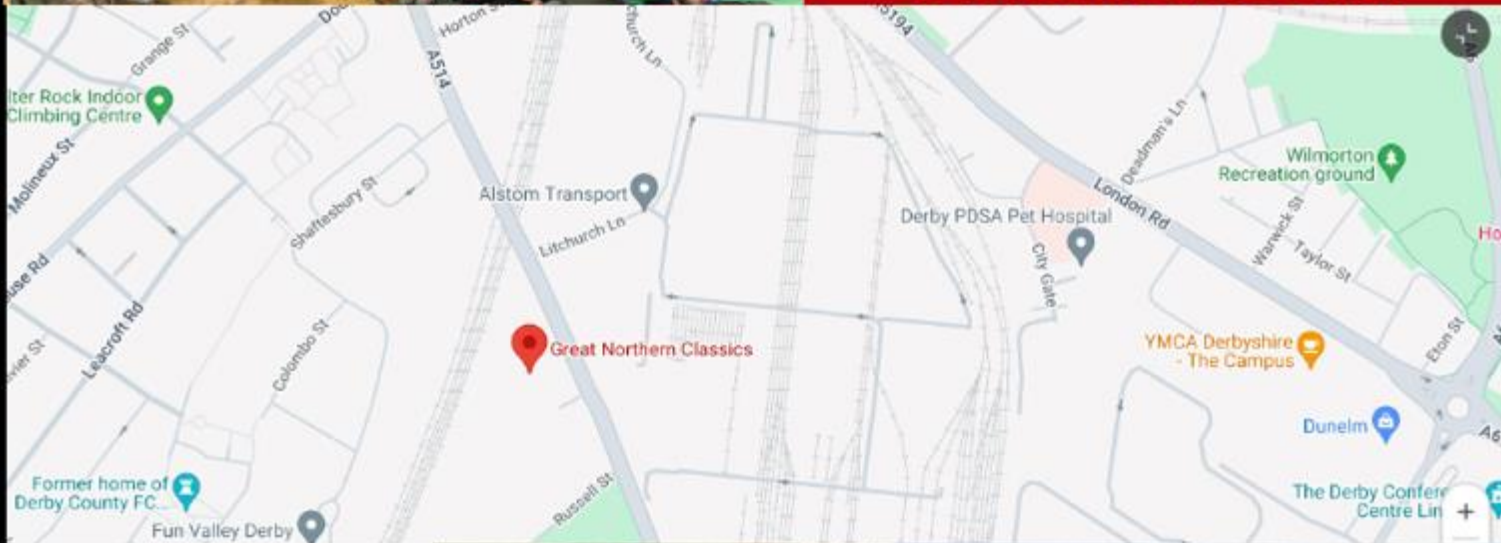 Grange St
Horton St
A514
A5194
Alter Rock Indoor
Climbing Centre
Molineux St
Shaftesbury St
Alstom Transport
Litchurch Ln
Deadman's Ln
Wilmorton
Recreation ground
London Rd
Derby PDSA Pet Hospital
City Gate
Warwick St
Taylor St
Leacroft Rd
Colombo St
Great Northern Classics
YMCA Derbyshire
- The Campus
Eton St
Dunelm
Former home of
Derby County FC...
Fun Valley Derby
Russell St
The Derby Confere
Centre Lin
+